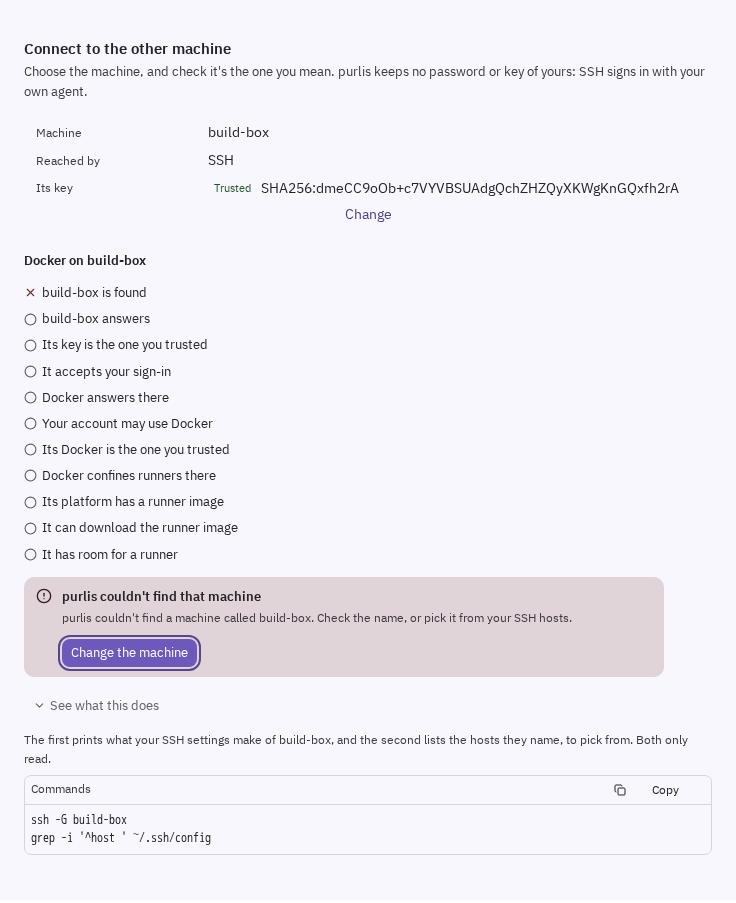 Connect to the other machine
Choose the machine, and check it's the one you mean. purlis keeps no password or key of yours: SSH signs in with your
own agent.
Machine build-box
Reached by SSH
Its key Trusted SHA256:dmeCC9oOb+c7VYVBSUAdgQchZHZQyXKWgKnGQxfh2rA
Change
Docker on build-box
build-box is found
build-box answers
Its key is the one you trusted
It accepts your sign-in
Docker answers there
Your account may use Docker
Its Docker is the one you trusted
Docker confines runners there
Its platform has a runner image
It can download the runner image
It has room for a runner
purlis couldn't find that machine
purlis couldn't find a machine called build-box. Check the name, or pick it from your SSH hosts.
Change the machine
See what this does
The first prints what your SSH settings make of build-box, and the second lists the hosts they name, to pick from. Both only
read.
Commands Copy
ssh -G build-box
grep -i '^host ' ~/.ssh/config